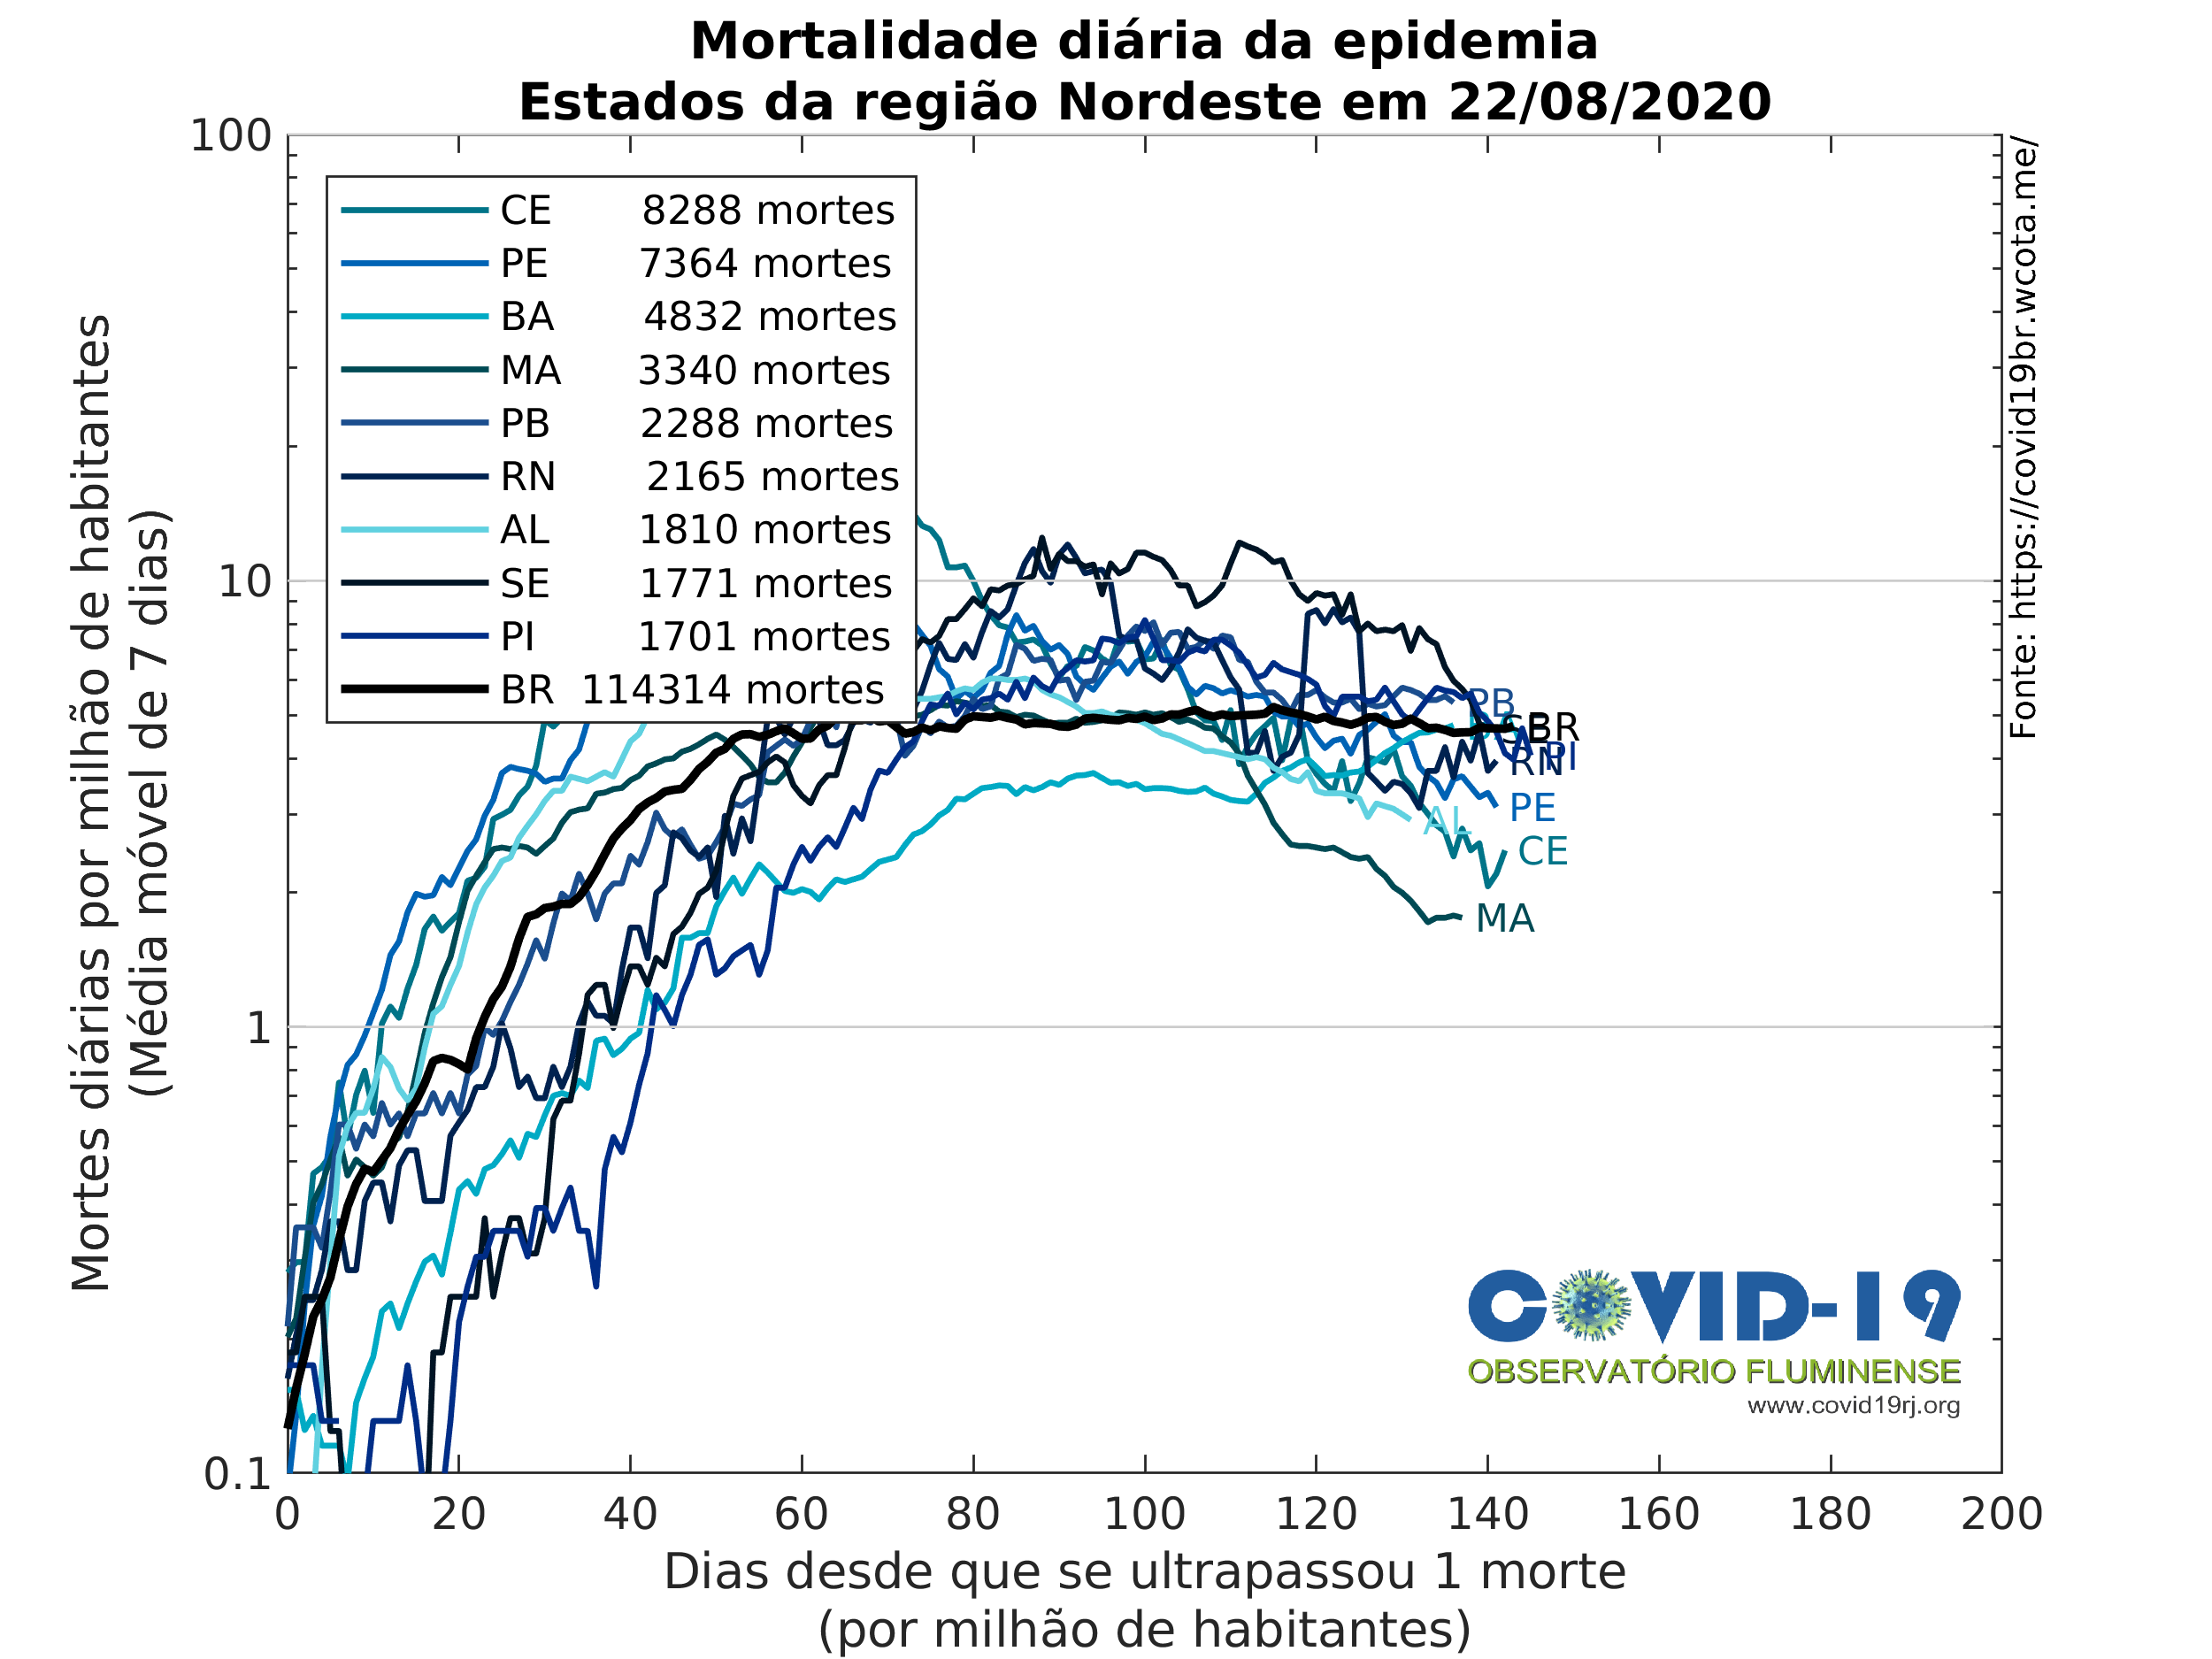 Mortalidade diária da epidemia
Estados da região Nordeste em 22/08/2020
Mortes diárias por milhão de habitantes
(Média móvel de 7 dias)
100
10
1
0.1
CE 8288 mortes
PE 7364 mortes
BA 4832 mortes
MA 3340 mortes
PB 2288 mortes
RN 2165 mortes
AL 1810 mortes
SE 1771 mortes
PI 1701 mortes
BR 114314 mortes
Fonte: https://covid19br.wcota.me/
PB
BR
PI
RN
PE
AL
CE
MA
COVID-19
OBSERVATÓRIO FLUMINENSE
www.covid19rj.org
0 20 40 60 80 100 120 140 160 180 200
Dias desde que se ultrapassou 1 morte
(por milhão de habitantes)